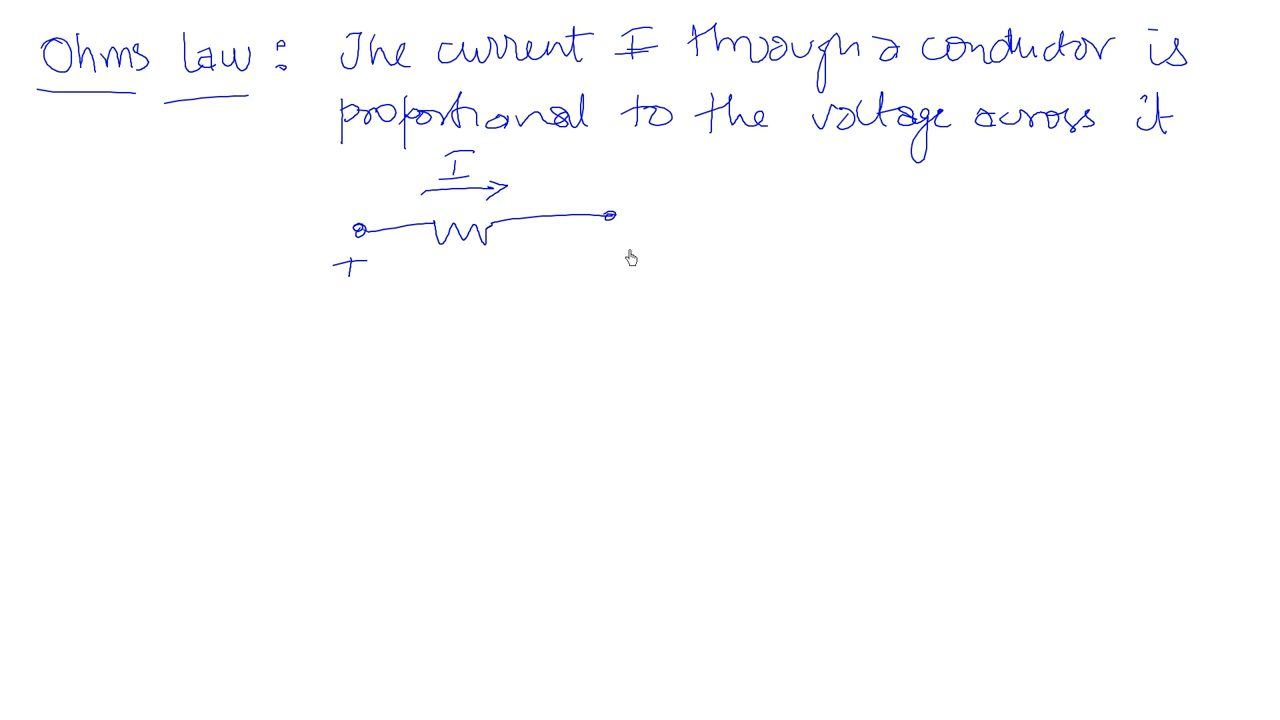 Ohms Law : The current I through a conductor is
proportional to the voltage across it
I
+